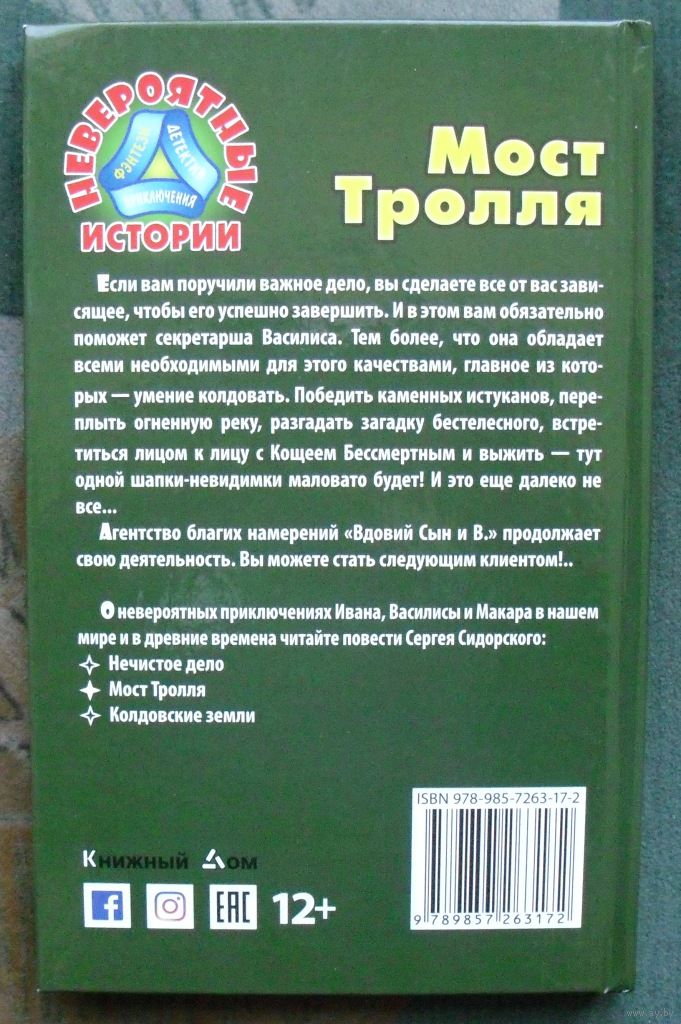 НЕВЕРОЯТНЫЕ
ФЭНТЕЗИ
ДЕТЕКТИВ
ПРИКЛЮЧЕНИЯ
ИСТОРИИ
Мост
Тролля
Если вам поручили важное дело, вы сделаете все от вас зави-
сящее, чтобы его успешно завершить. И в этом вам обязательно
поможет секретарша Василиса. Тем более, что она обладает
всеми необходимыми для этого качествами, главное из кото-
рых — умение колдовать. Победить каменных истуканов, пере-
плыть огненную реку, разгадать загадку бестелесного, встре-
титься лицом к лицу с Кощеем Бессмертным и выжить — тут
одной шапки-невидимки маловато будет! И это еще далеко не
все...
Агентство благих намерений «Вдовий Сын и В.» продолжает
свою деятельность. Вы можете стать следующим клиентом!..
О невероятных приключениях Ивана, Василисы и Макара в нашем
мире и в древние времена читайте повести Сергея Сидорского:
Нечистое дело
Мост Тролля
Колдовские земли
ISBN 978-985-7263-17-2
9 789857 263172
Книжный Дом
f
EAC
12+
www.ay.by